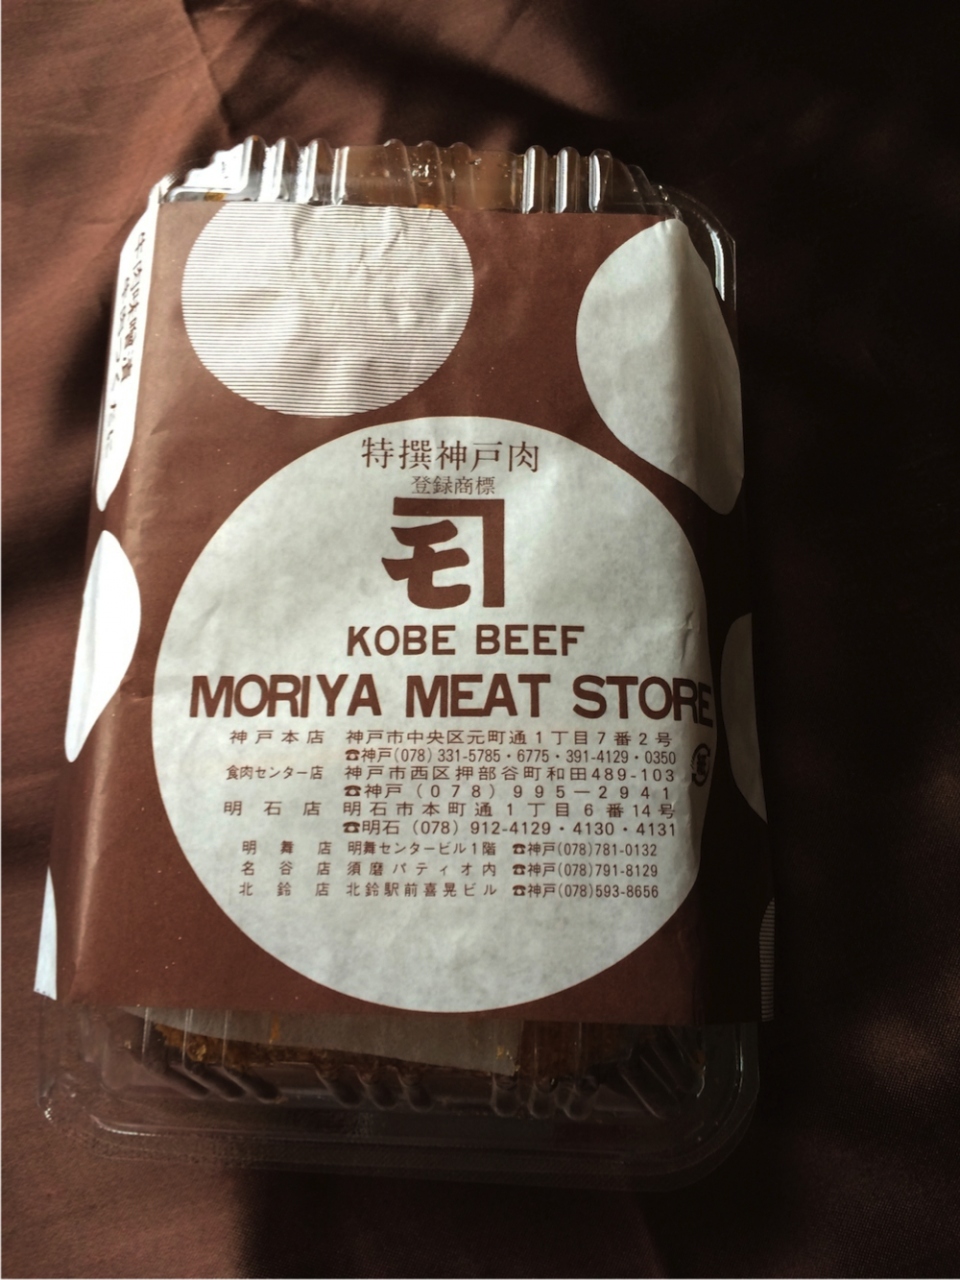 特撰神戸肉
登録商標
モ
KOBE BEEF
MORIYA MEAT STORE
神戸本店 神戸市中央区元町通1丁目7番2号
☎神戸(078) 331-5785・6775・391-4129・0350
食肉センター店 神戸市西区押部谷町和田489-103
☎神戸(078)995-2941
明石店 明石市本町通1丁目6番14号
☎明石(078) 912-4129・4130・4131
明舞店 明舞センタービル1階 ☎神戸(078)781-0132
名谷店 須磨パティオ内 ☎神戸(078)791-8129
北鈴店 北鈴駅前喜晃ビル ☎神戸(078)593-8656